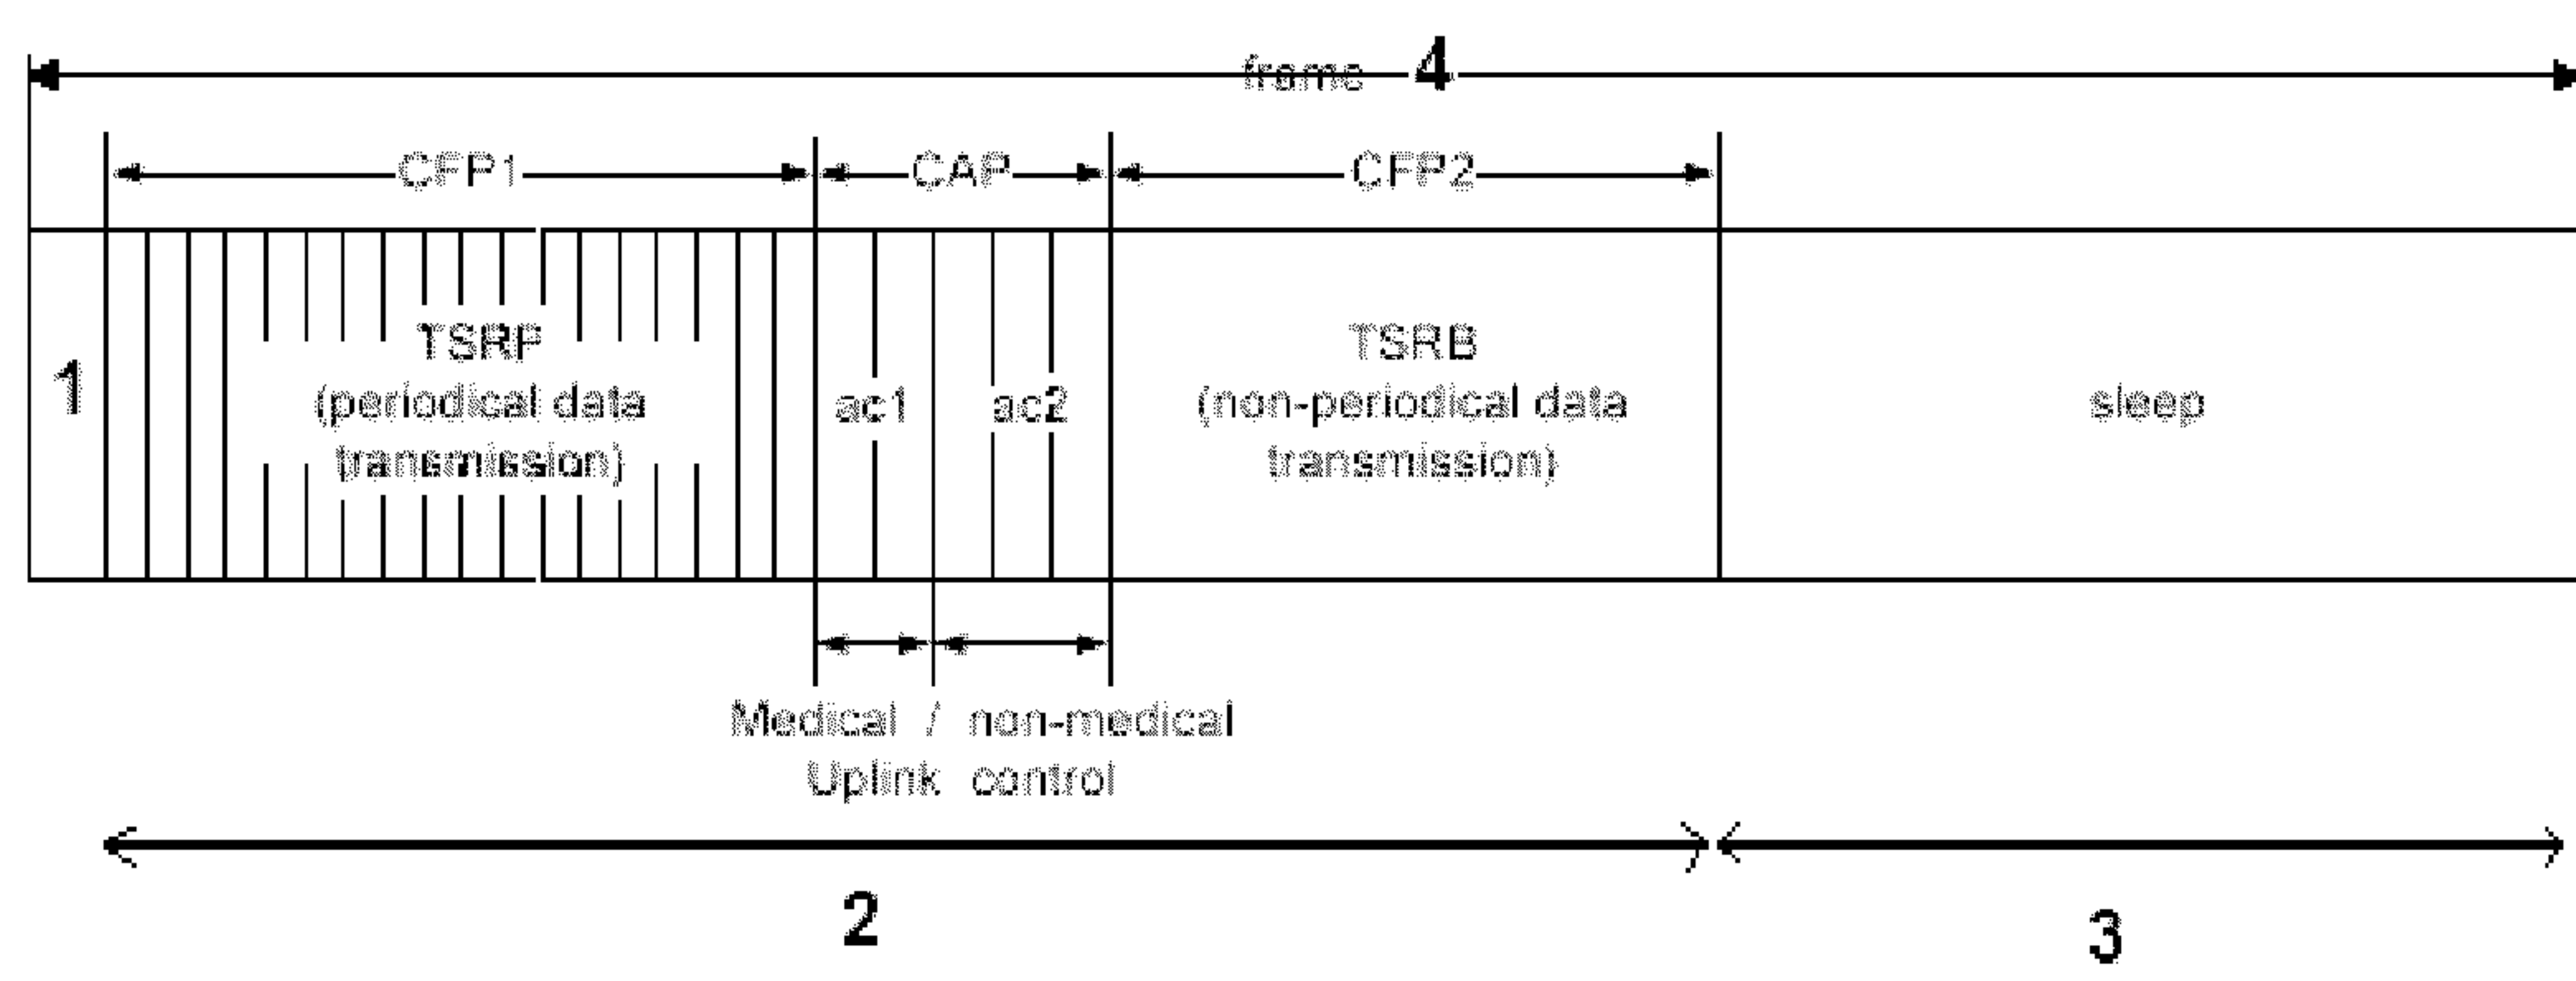 frame 4
CFP1 CAP CFP2
1
TSRP
(periodical data
transmission)
ac1 ac2
TSRB
(non-periodical data
transmission)
sleep
Medical / non-medical
Uplink control
2
3